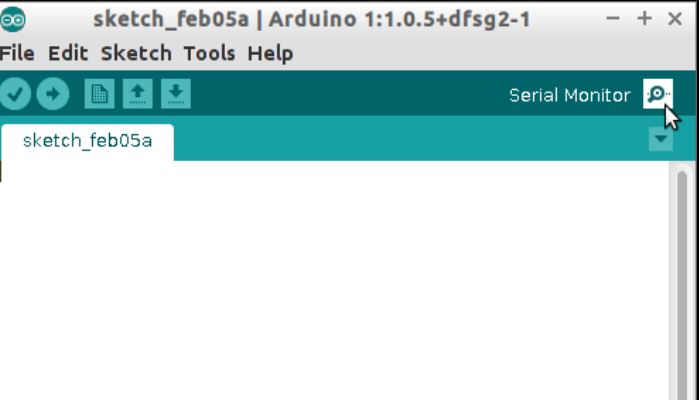 sketch_feb05a | Arduino 1:1.0.5+dfsg2-1
File Edit Sketch Tools Help
Serial Monitor
sketch_feb05a